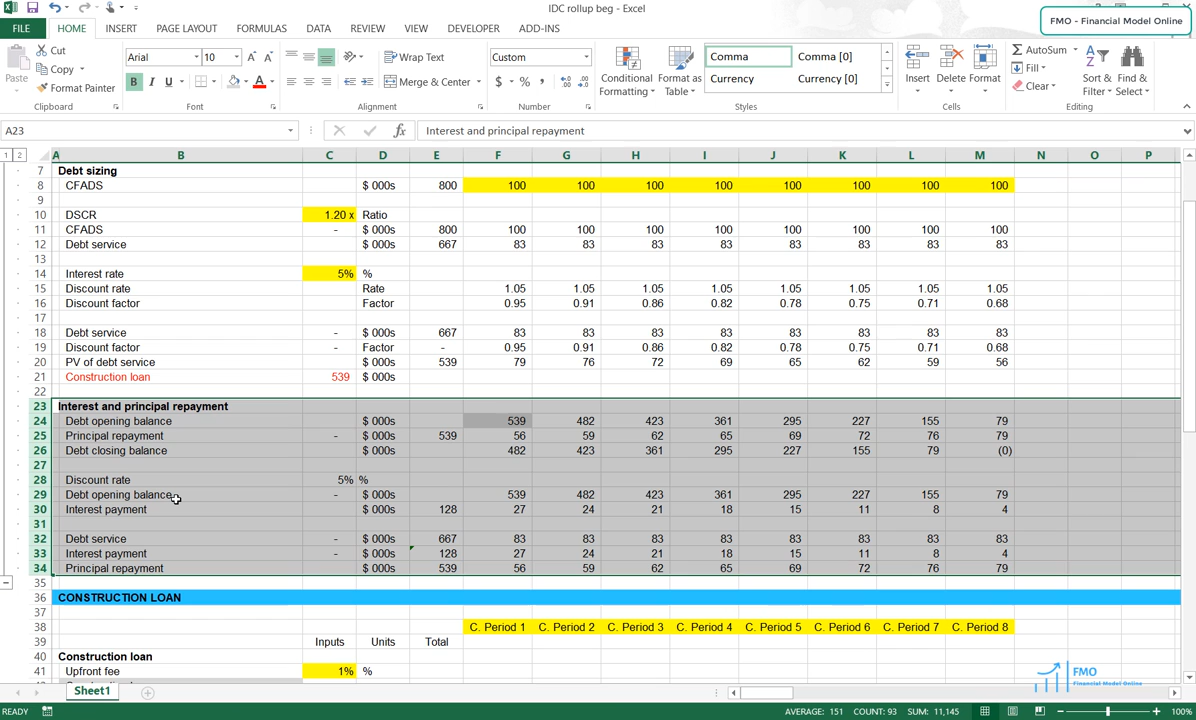 IDC rollup beg - Excel
FMO - Financial Model Online
FILE HOME INSERT PAGE LAYOUT FORMULAS DATA REVIEW VIEW DEVELOPER ADD-INS
Paste
Cut
Copy
Format Painter
Clipboard
Arial 10
B I U
Font
Wrap Text
Merge & Center
Alignment
Custom
$ % ,
Number
Conditional Formatting
Format as Table
Comma Comma [0]
Currency Currency [0]
Styles
Insert Delete Format
Cells
AutoSum
Fill
Clear
Sort & Filter
Find & Select
Editing
A23 fx Interest and principal repayment
1 2 A B C D E F G H I J K L M N O P
7 Debt sizing
8 CFADS $ 000s 800 100 100 100 100 100 100 100 100
9
10 DSCR 1.20 x Ratio
11 CFADS - $ 000s 800 100 100 100 100 100 100 100 100
12 Debt service $ 000s 667 83 83 83 83 83 83 83 83
13
14 Interest rate 5% %
15 Discount rate Rate 1.05 1.05 1.05 1.05 1.05 1.05 1.05 1.05
16 Discount factor Factor 0.95 0.91 0.86 0.82 0.78 0.75 0.71 0.68
17
18 Debt service - $ 000s 667 83 83 83 83 83 83 83 83
19 Discount factor - Factor - 0.95 0.91 0.86 0.82 0.78 0.75 0.71 0.68
20 PV of debt service $ 000s 539 79 76 72 69 65 62 59 56
21 Construction loan 539 $ 000s
22
23 Interest and principal repayment
24 Debt opening balance $ 000s 539 482 423 361 295 227 155 79
25 Principal repayment - $ 000s 539 56 59 62 65 69 72 76 79
26 Debt closing balance $ 000s 482 423 361 295 227 155 79 (0)
27
28 Discount rate 5% %
29 Debt opening balance - $ 000s 539 482 423 361 295 227 155 79
30 Interest payment $ 000s 128 27 24 21 18 15 11 8 4
31
32 Debt service - $ 000s 667 83 83 83 83 83 83 83 83
33 Interest payment - $ 000s 128 27 24 21 18 15 11 8 4
34 Principal repayment $ 000s 539 56 59 62 65 69 72 76 79
35
36 CONSTRUCTION LOAN
37
38 C. Period 1 C. Period 2 C. Period 3 C. Period 4 C. Period 5 C. Period 6 C. Period 7 C. Period 8
39 Inputs Units Total
40 Construction loan
41 Upfront fee 1% %
FMO
Financial Model Online
Sheet1
READY AVERAGE: 151 COUNT: 93 SUM: 11,145 100%